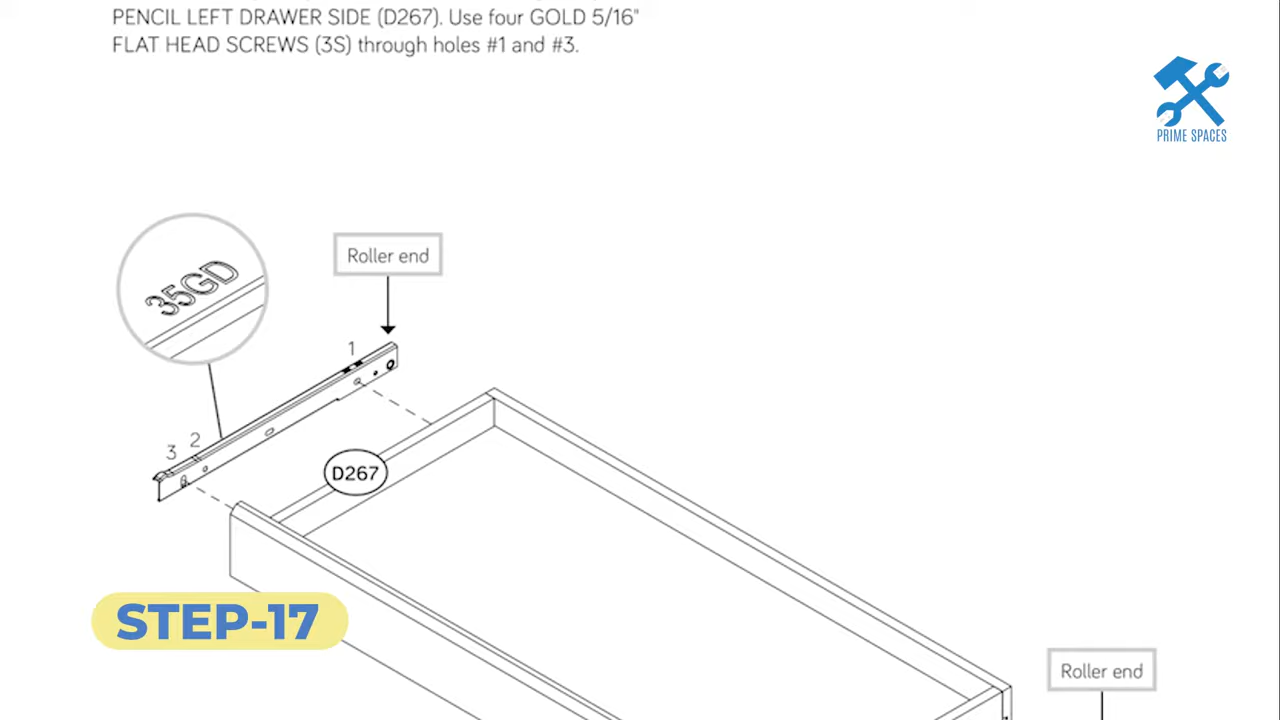 PENCIL LEFT DRAWER SIDE (D267). Use four GOLD 5/16"
FLAT HEAD SCREWS (3S) through holes #1 and #3.
PRIME SPACES
35GD
Roller end
1
2
3
D267
STEP-17
Roller end